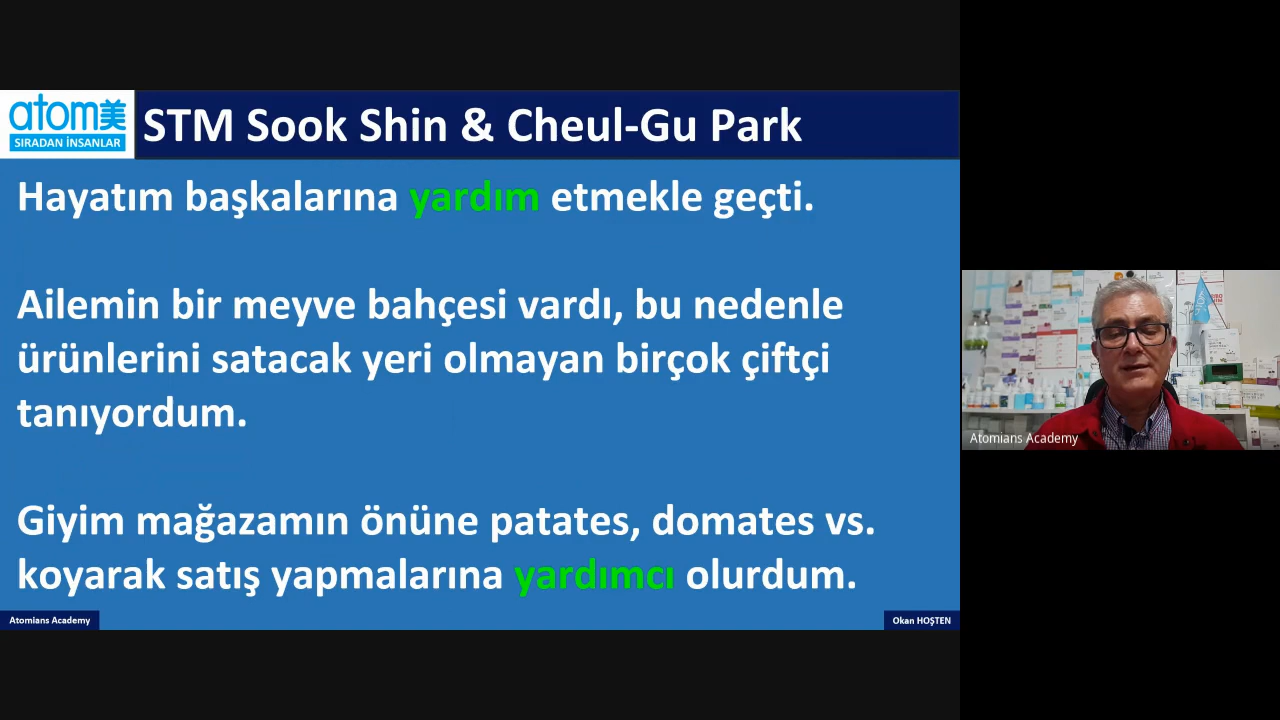 atom美
SIRADAN İNSANLAR
STM Sook Shin & Cheul-Gu Park
Hayatım başkalarına yardım etmekle geçti.
Ailemin bir meyve bahçesi vardı, bu nedenle
ürünlerini satacak yeri olmayan birçok çiftçi
tanıyordum.
Giyim mağazamın önüne patates, domates vs.
koyarak satış yapmalarına yardımcı olurdum.
Atomians Academy
Okan HOŞTEN
Atomians Academy